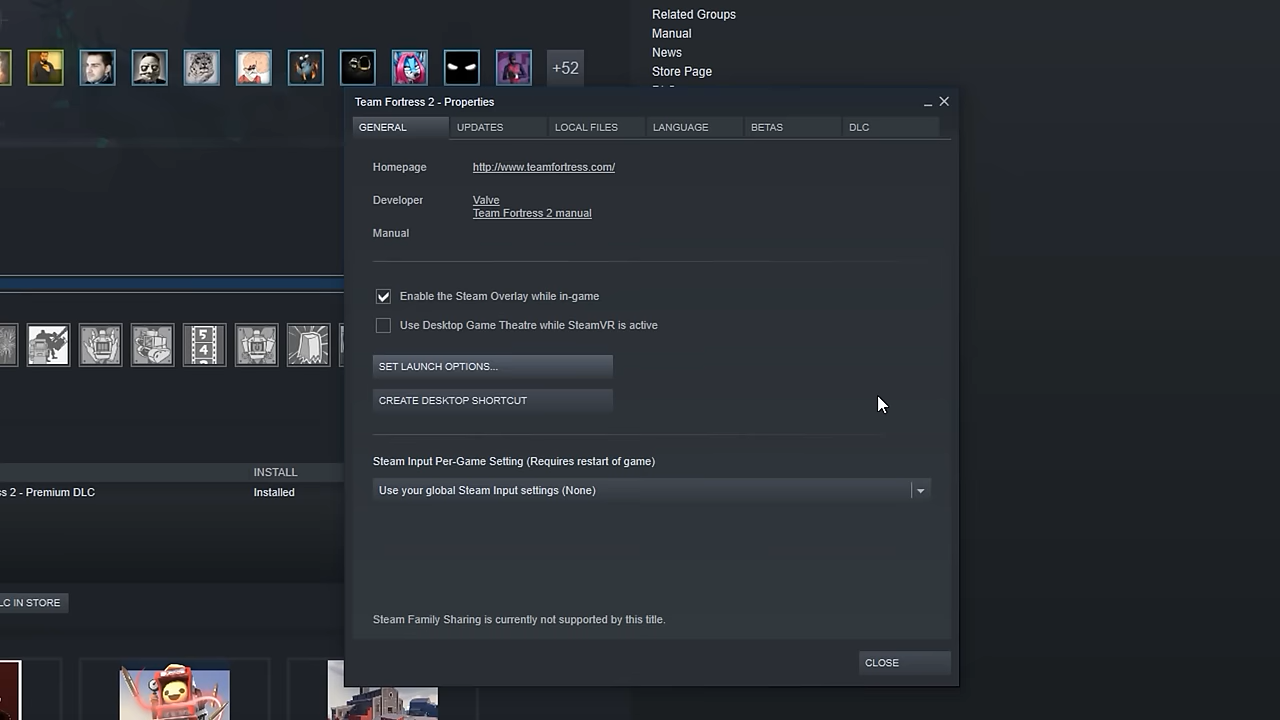 Related Groups
Manual
News
Store Page
+52
Team Fortress 2 - Properties
GENERAL
UPDATES
LOCAL FILES
LANGUAGE
BETAS
DLC
Homepage
http://www.teamfortress.com/
Developer
Valve
Team Fortress 2 manual
Manual
Enable the Steam Overlay while in-game
Use Desktop Game Theatre while SteamVR is active
5
4
SET LAUNCH OPTIONS...
CREATE DESKTOP SHORTCUT
Steam Input Per-Game Setting (Requires restart of game)
INSTALL
Use your global Steam Input settings (None)
s 2 - Premium DLC
Installed
LC IN STORE
Steam Family Sharing is currently not supported by this title.
CLOSE